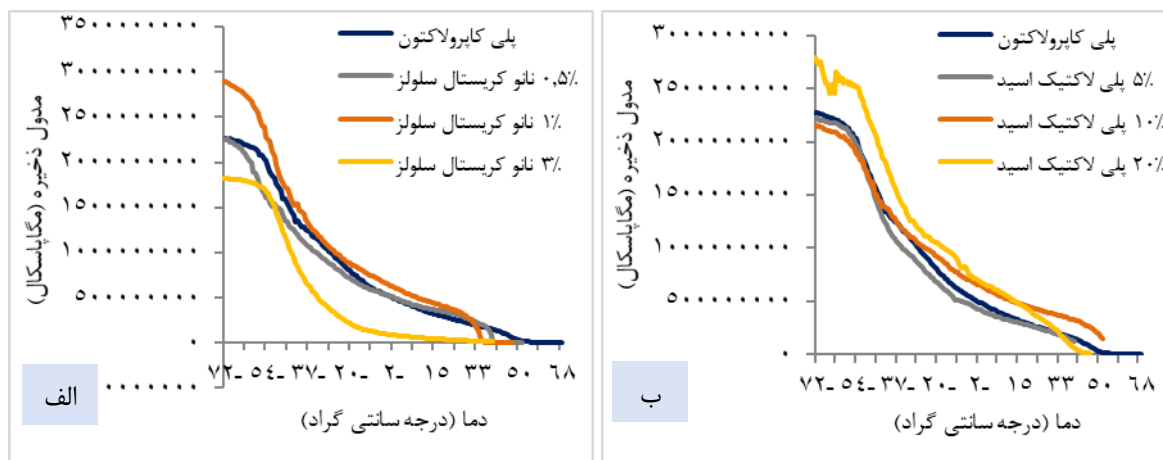 ۳۵۰۰۰۰۰۰۰۰
۳۰۰۰۰۰۰۰۰۰
۲۵۰۰۰۰۰۰۰۰
۲۰۰۰۰۰۰۰۰۰
۱۵۰۰۰۰۰۰۰۰
۱۰۰۰۰۰۰۰۰۰
۵۰۰۰۰۰۰۰۰
۰
مدول ذخیره (مگاپاسکال)
پلی کاپرولاکتون
۰,۵٪ نانو کریستال سلولز
۱٪ نانو کریستال سلولز
۳٪ نانو کریستال سلولز
۷۲- ۵۴- ۳۷- ۲۰- ۲- ۱۵ ۳۳ ۵۰ ۶۸
دما (درجه سانتی گراد)
الف
۳۰۰۰۰۰۰۰۰۰
۲۵۰۰۰۰۰۰۰۰
۲۰۰۰۰۰۰۰۰۰
۱۵۰۰۰۰۰۰۰۰
۱۰۰۰۰۰۰۰۰۰
۵۰۰۰۰۰۰۰۰
۰
مدول ذخیره (مگاپاسکال)
پلی کاپرولاکتون
۵٪ پلی لاکتیک اسید
۱۰٪ پلی لاکتیک اسید
۲۰٪ پلی لاکتیک اسید
۷۲- ۵۴- ۳۷- ۲۰- ۲- ۱۵ ۳۳ ۵۰ ۶۸
دما (درجه سانتی گراد)
ب